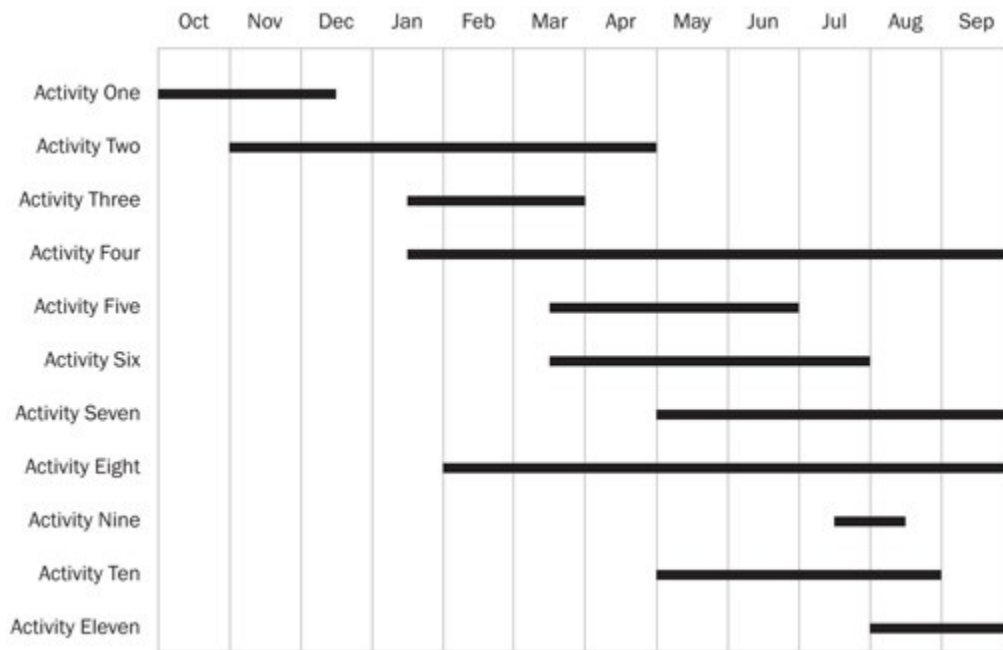 Oct Nov Dec Jan Feb Mar Apr May Jun Jul Aug Sep
Activity One
Activity Two
Activity Three
Activity Four
Activity Five
Activity Six
Activity Seven
Activity Eight
Activity Nine
Activity Ten
Activity Eleven